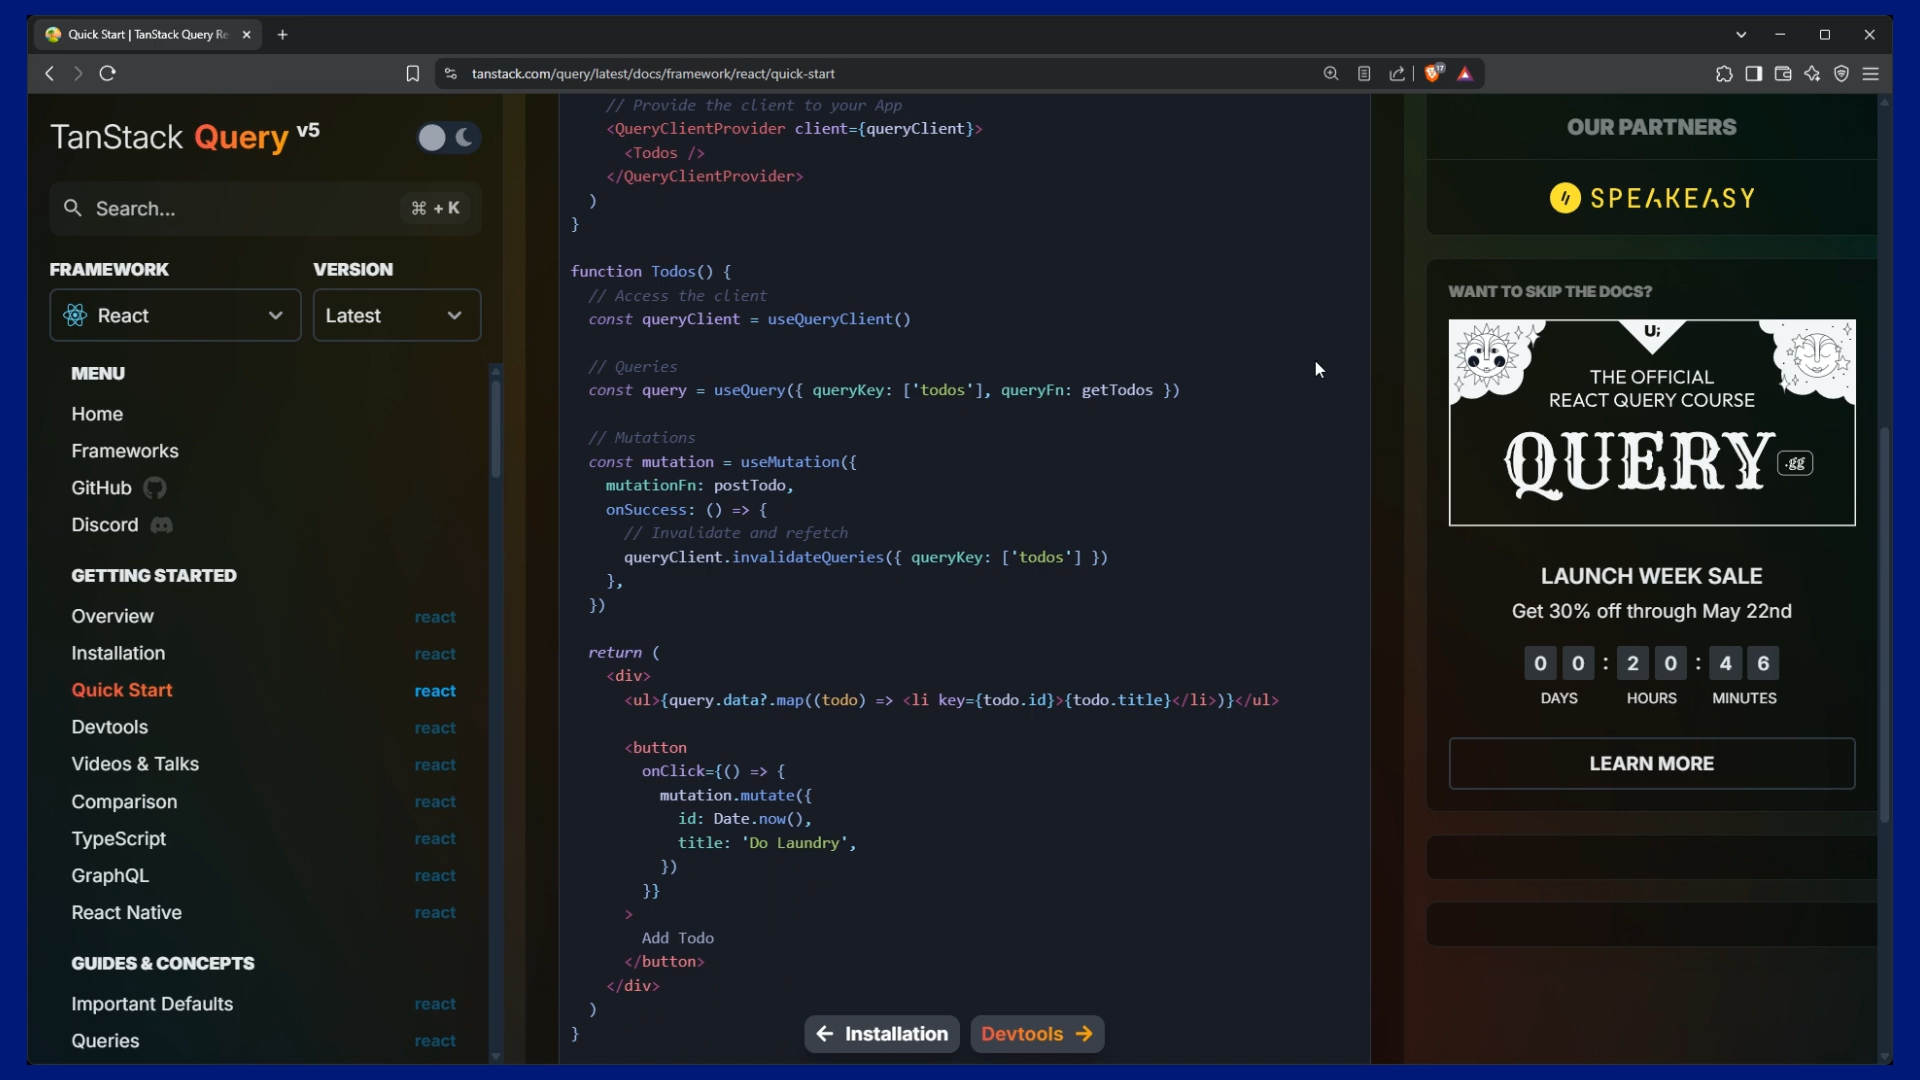 Quick Start | TanStack Query Re
tanstack.com/query/latest/docs/framework/react/quick-start
17
TanStack Query v5
Search...
⌘ + K
FRAMEWORK
VERSION
React
Latest
MENU
Home
Frameworks
GitHub
Discord
GETTING STARTED
Overview react
Installation react
Quick Start react
Devtools react
Videos & Talks react
Comparison react
TypeScript react
GraphQL react
React Native react
GUIDES & CONCEPTS
Important Defaults react
Queries react
// Provide the client to your App
<QueryClientProvider client={queryClient}>
<Todos />
</QueryClientProvider>
)
}
function Todos() {
// Access the client
const queryClient = useQueryClient()
// Queries
const query = useQuery({ queryKey: ['todos'], queryFn: getTodos })
// Mutations
const mutation = useMutation({
mutationFn: postTodo,
onSuccess: () => {
// Invalidate and refetch
queryClient.invalidateQueries({ queryKey: ['todos'] })
},
})
return (
<div>
<ul>{query.data?.map((todo) => <li key={todo.id}>{todo.title}</li>)}</ul>
<button
onClick={() => {
mutation.mutate({
id: Date.now(),
title: 'Do Laundry',
})
}}
>
Add Todo
</button>
</div>
)
}
← Installation
Devtools →
OUR PARTNERS
SPEAKEASY
WANT TO SKIP THE DOCS?
U;
THE OFFICIAL
REACT QUERY COURSE
QUERY .gg
LAUNCH WEEK SALE
Get 30% off through May 22nd
0 0 : 2 0 : 4 6
DAYS HOURS MINUTES
LEARN MORE